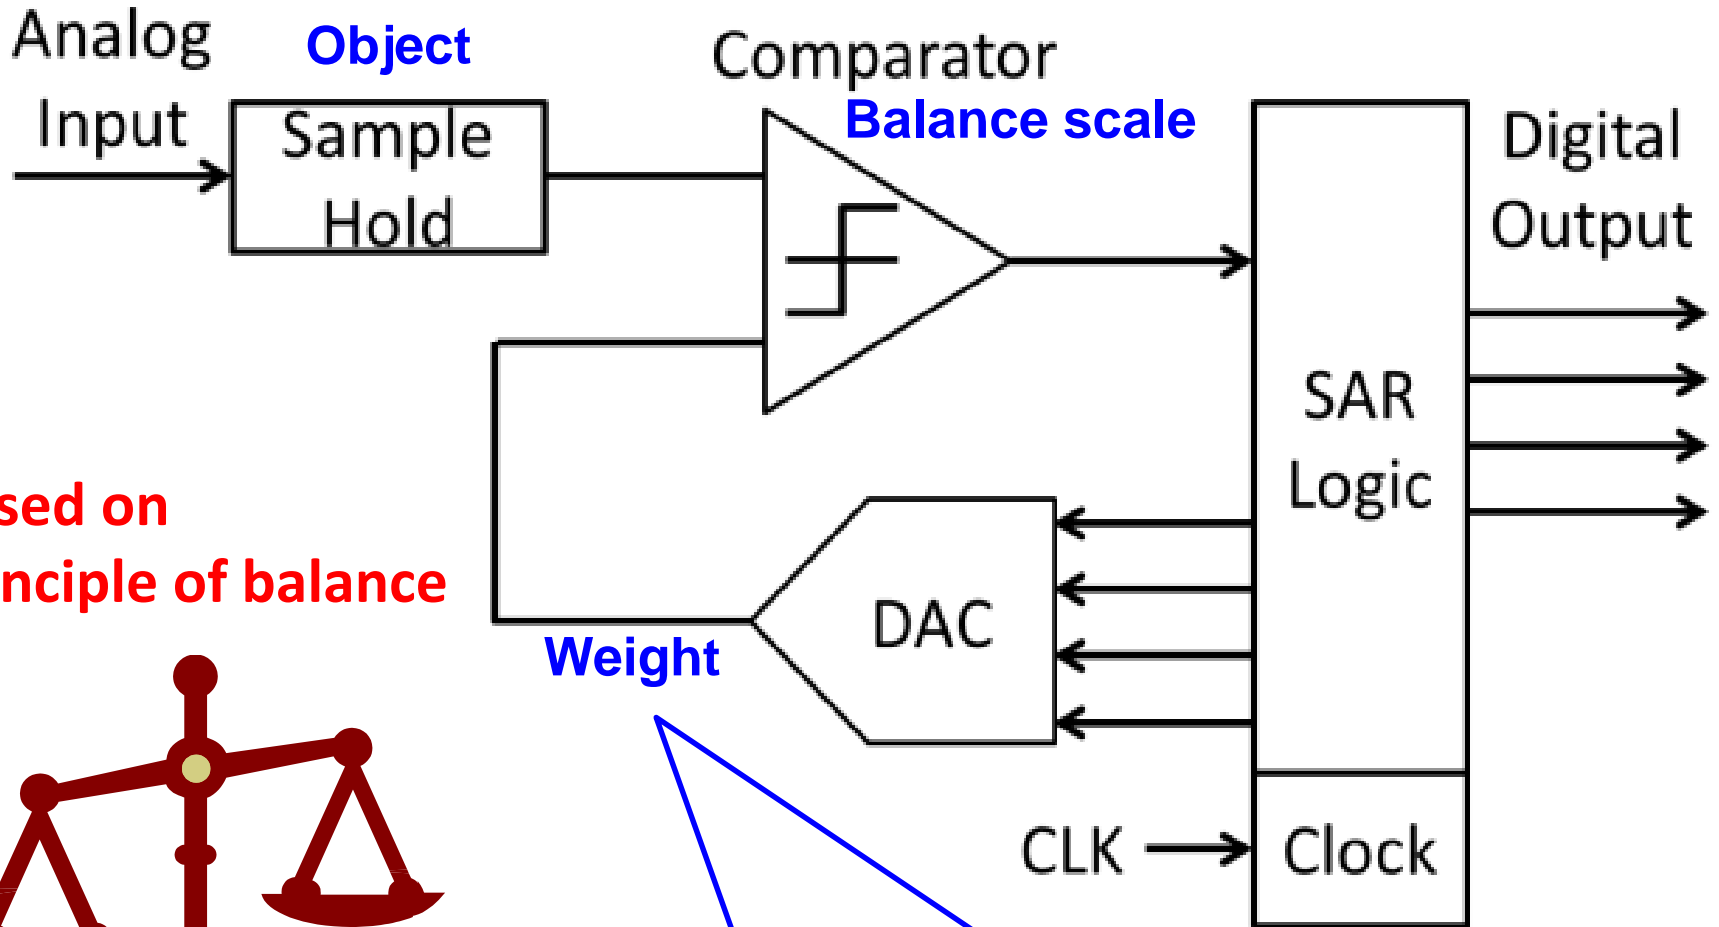 Analog
Input
Object
Sample
Hold
Comparator
Balance scale
SAR
Logic
Digital
Output
sed on
nciple of balance
Weight
DAC
CLK
Clock